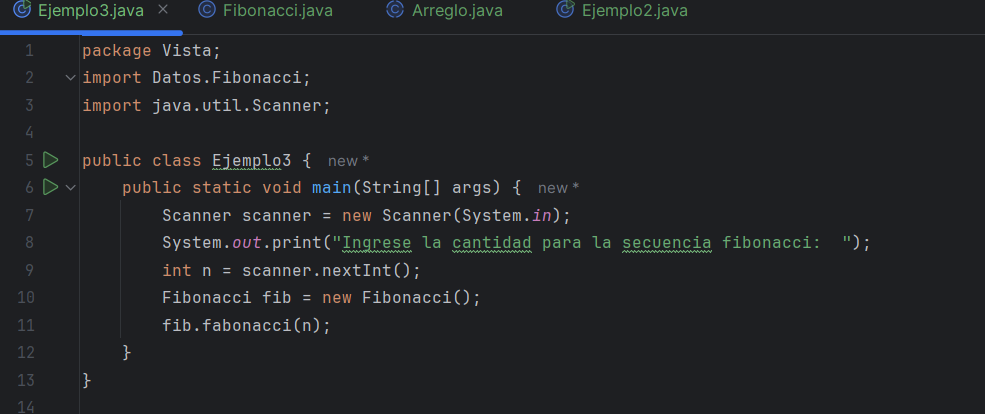 Ejemplo3.java × Fibonacci.java Arreglo.java Ejemplo2.java
1 package Vista;
2 import Datos.Fibonacci;
3 import java.util.Scanner;
4
5 public class Ejemplo3 { new *
6 public static void main(String[] args) { new *
7 Scanner scanner = new Scanner(System.in);
8 System.out.print("Ingrese la cantidad para la secuencia fibonacci:  ");
9 int n = scanner.nextInt();
10 Fibonacci fib = new Fibonacci();
11 fib.fabonacci(n);
12 }
13 }
14